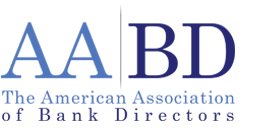 AA BD
The American Association
of Bank Directors